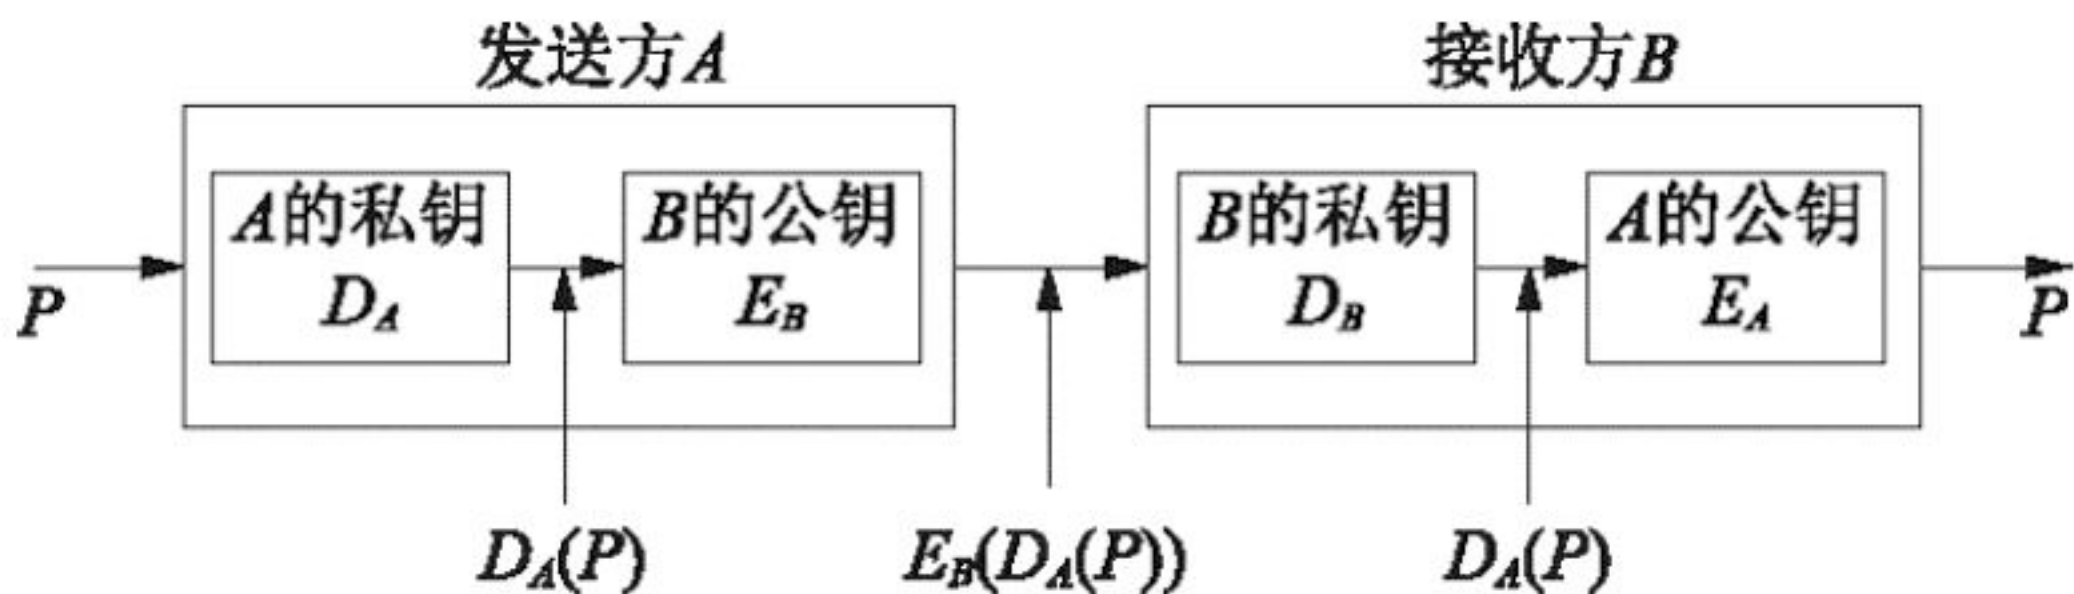 发送方A
接收方B
A的私钥
D_A
B的公钥
E_B
B的私钥
D_B
A的公钥
E_A
P
P
D_A(P)
E_B(D_A(P))
D_A(P)